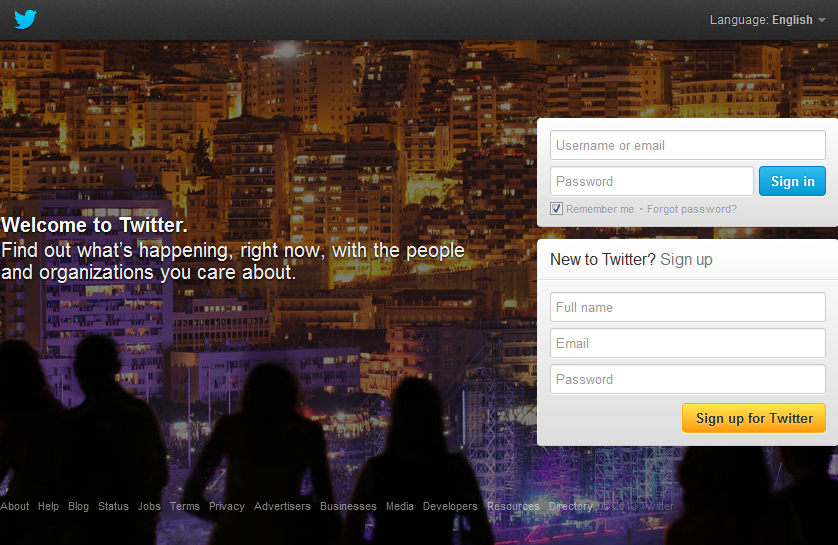 Language: English
Username or email
Password
Sign in
Remember me · Forgot password?
Welcome to Twitter.
Find out what’s happening, right now, with the people
and organizations you care about.
New to Twitter? Sign up
Full name
Email
Password
Sign up for Twitter
About Help Blog Status Jobs Terms Privacy Advertisers Businesses Media Developers Resources Directory © 2013 Twitter